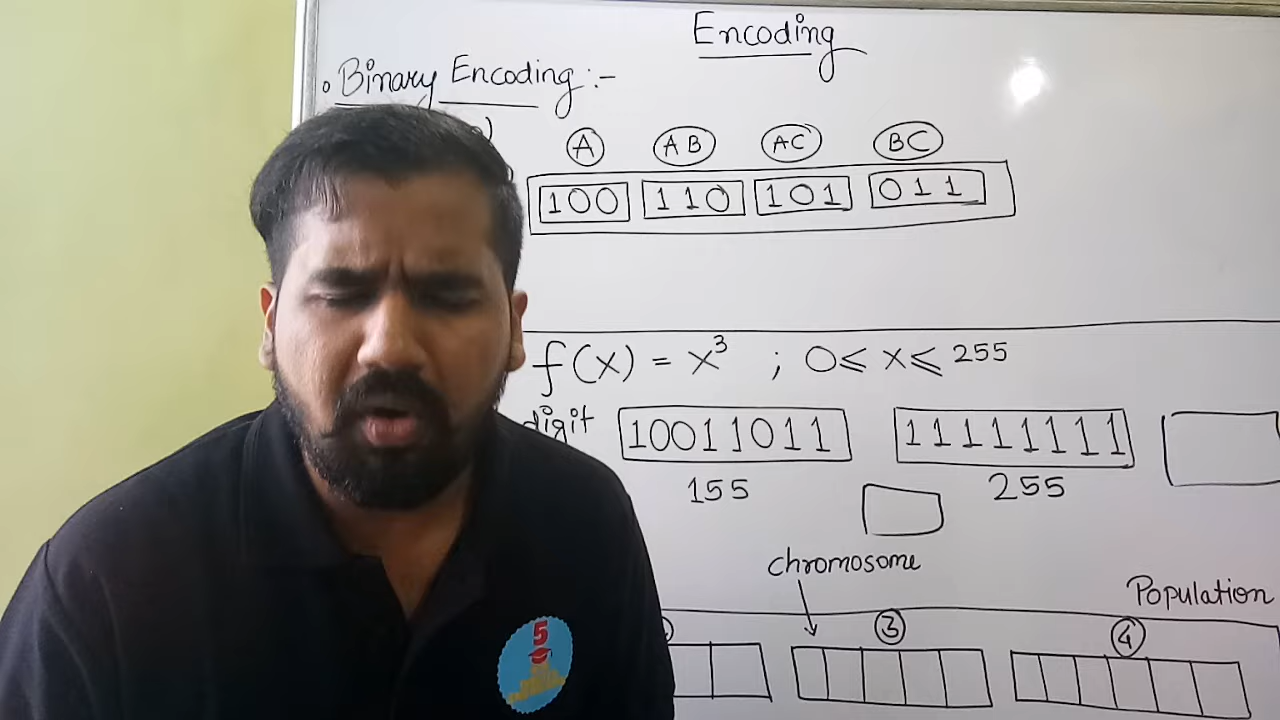 Encoding
Binary Encoding :-
A AB AC BC
100 110 101 011
f(x) = x³ ; 0 ≤ x ≤ 255
digit 10011011 11111111
155 255
chromosome
Population
3 4
5